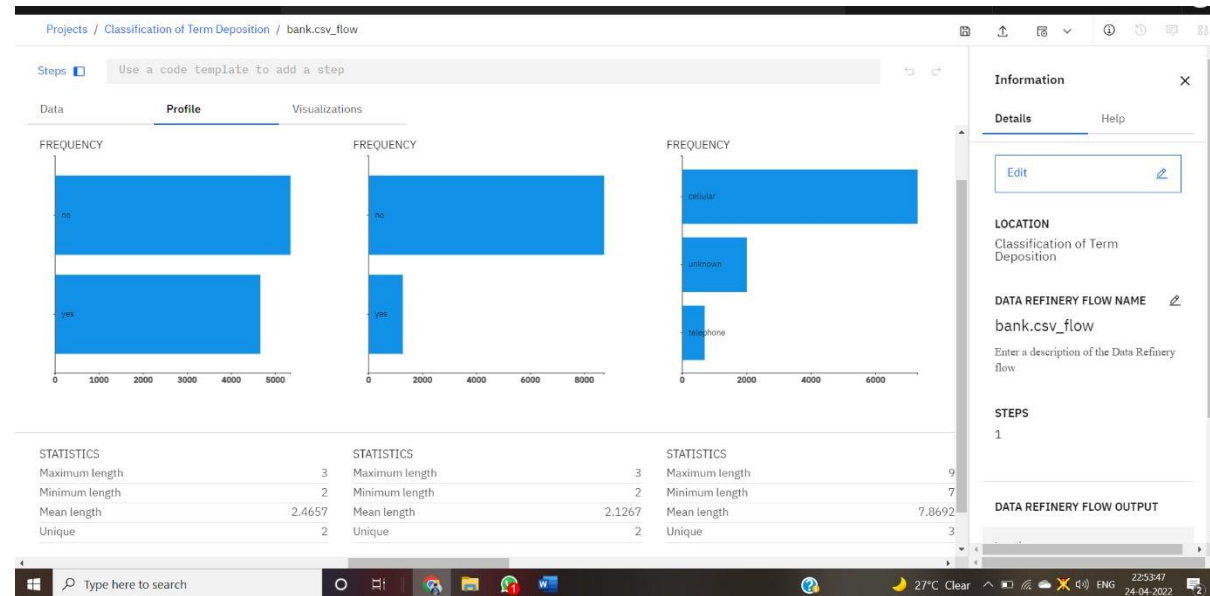 Projects / Classification of Term Deposition / bank.csv_flow
Steps Use a code template to add a step
Data Profile Visualizations
FREQUENCY
no
yes
0 1000 2000 3000 4000 5000
FREQUENCY
no
yes
0 2000 4000 6000 8000
FREQUENCY
cellular
unknown
telephone
0 2000 4000 6000
STATISTICS
Maximum length 3
Minimum length 2
Mean length 2.4657
Unique 2
STATISTICS
Maximum length 3
Minimum length 2
Mean length 2.1267
Unique 2
STATISTICS
Maximum length 9
Minimum length 7
Mean length 7.8692
Unique 3
Information
Details Help
Edit
LOCATION
Classification of Term
Deposition
DATA REFINERY FLOW NAME
bank.csv_flow
Enter a description of the Data Refinery
flow
STEPS
1
DATA REFINERY FLOW OUTPUT
Type here to search
27°C Clear ENG 22:53:47
24-04-2022
2